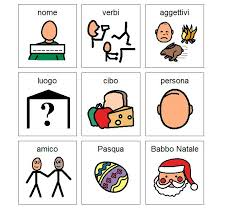 nome verbi aggettivi
luogo cibo persona
?
amico Pasqua Babbo Natale